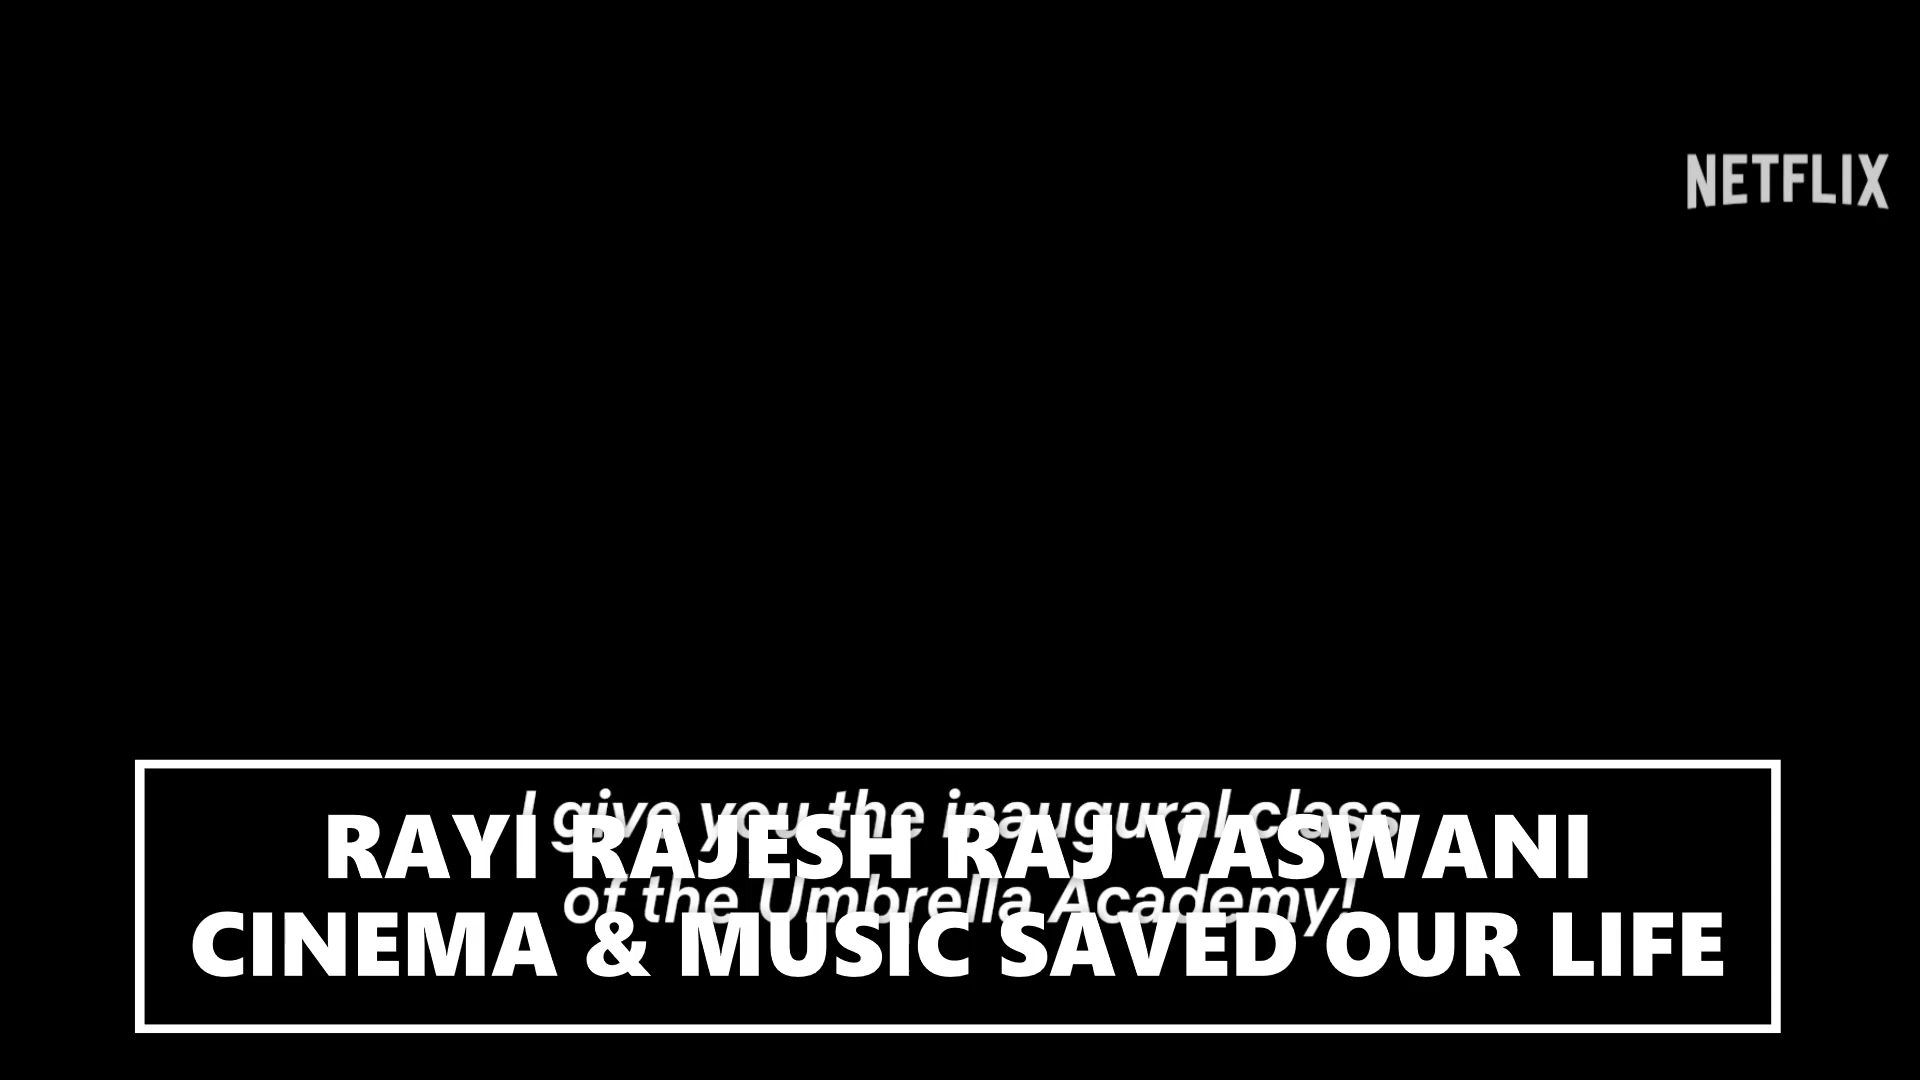 NETFLIX
I give you the inaugural class
RAYI RAJESH RAJ VASWANI
of the Umbrella Academy!
CINEMA & MUSIC SAVED OUR LIFE